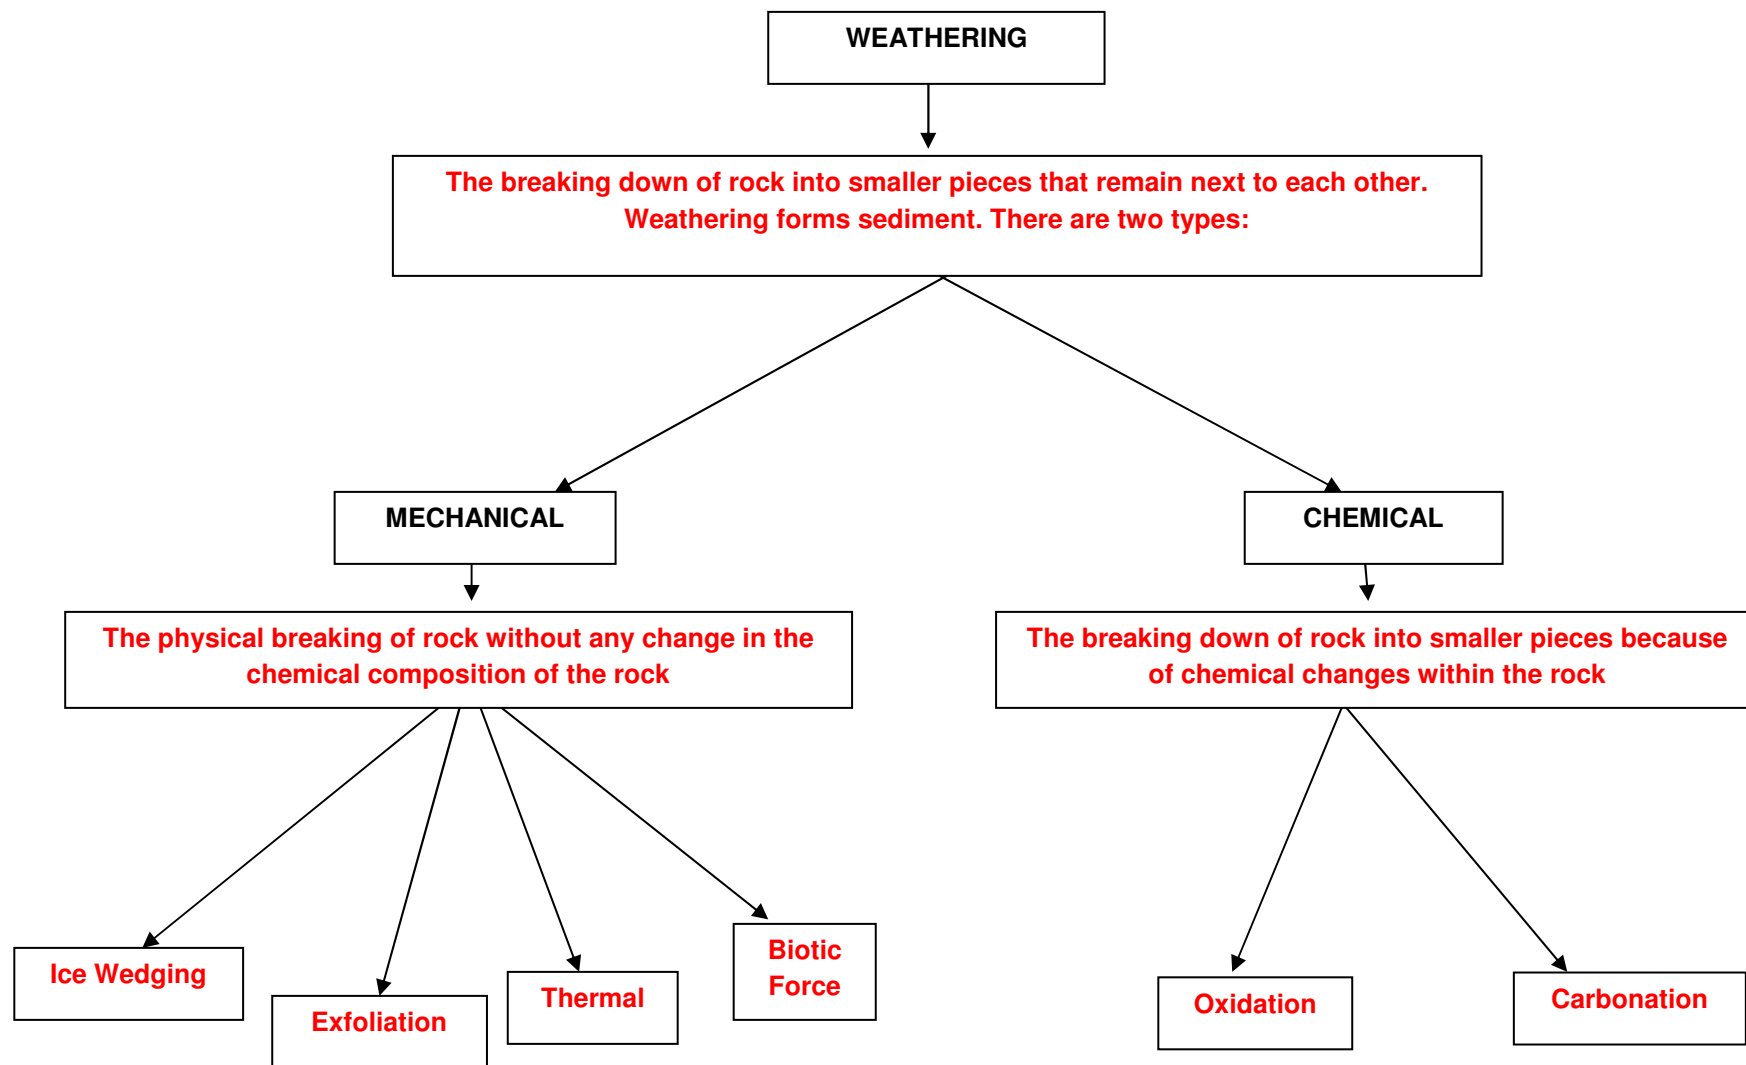 WEATHERING
The breaking down of rock into smaller pieces that remain next to each other.
Weathering forms sediment. There are two types:
MECHANICAL
CHEMICAL
The physical breaking of rock without any change in the
chemical composition of the rock
The breaking down of rock into smaller pieces because
of chemical changes within the rock
Ice Wedging
Exfoliation
Thermal
Biotic
Force
Oxidation
Carbonation